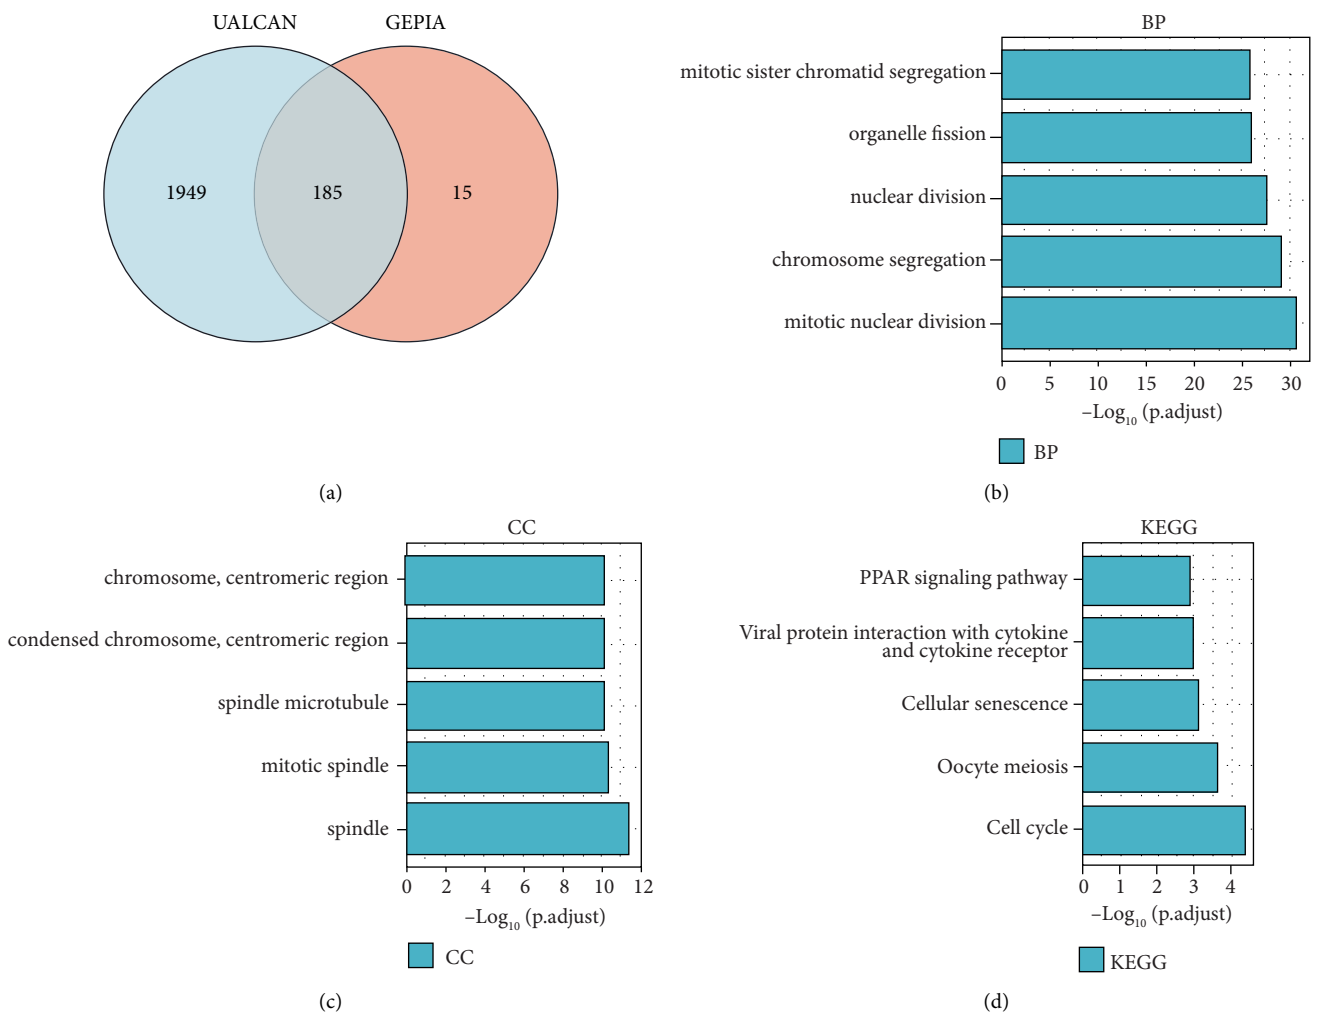 UALCAN
GEPIA
1949
185
15
(a)
BP
mitotic sister chromatid segregation
organelle fission
nuclear division
chromosome segregation
mitotic nuclear division
0 5 10 15 20 25 30
–Log10 (p.adjust)
BP
(b)
CC
chromosome, centromeric region
condensed chromosome, centromeric region
spindle microtubule
mitotic spindle
spindle
0 2 4 6 8 10 12
–Log10 (p.adjust)
CC
(c)
KEGG
PPAR signaling pathway
Viral protein interaction with cytokine
and cytokine receptor
Cellular senescence
Oocyte meiosis
Cell cycle
0 1 2 3 4
–Log10 (p.adjust)
KEGG
(d)